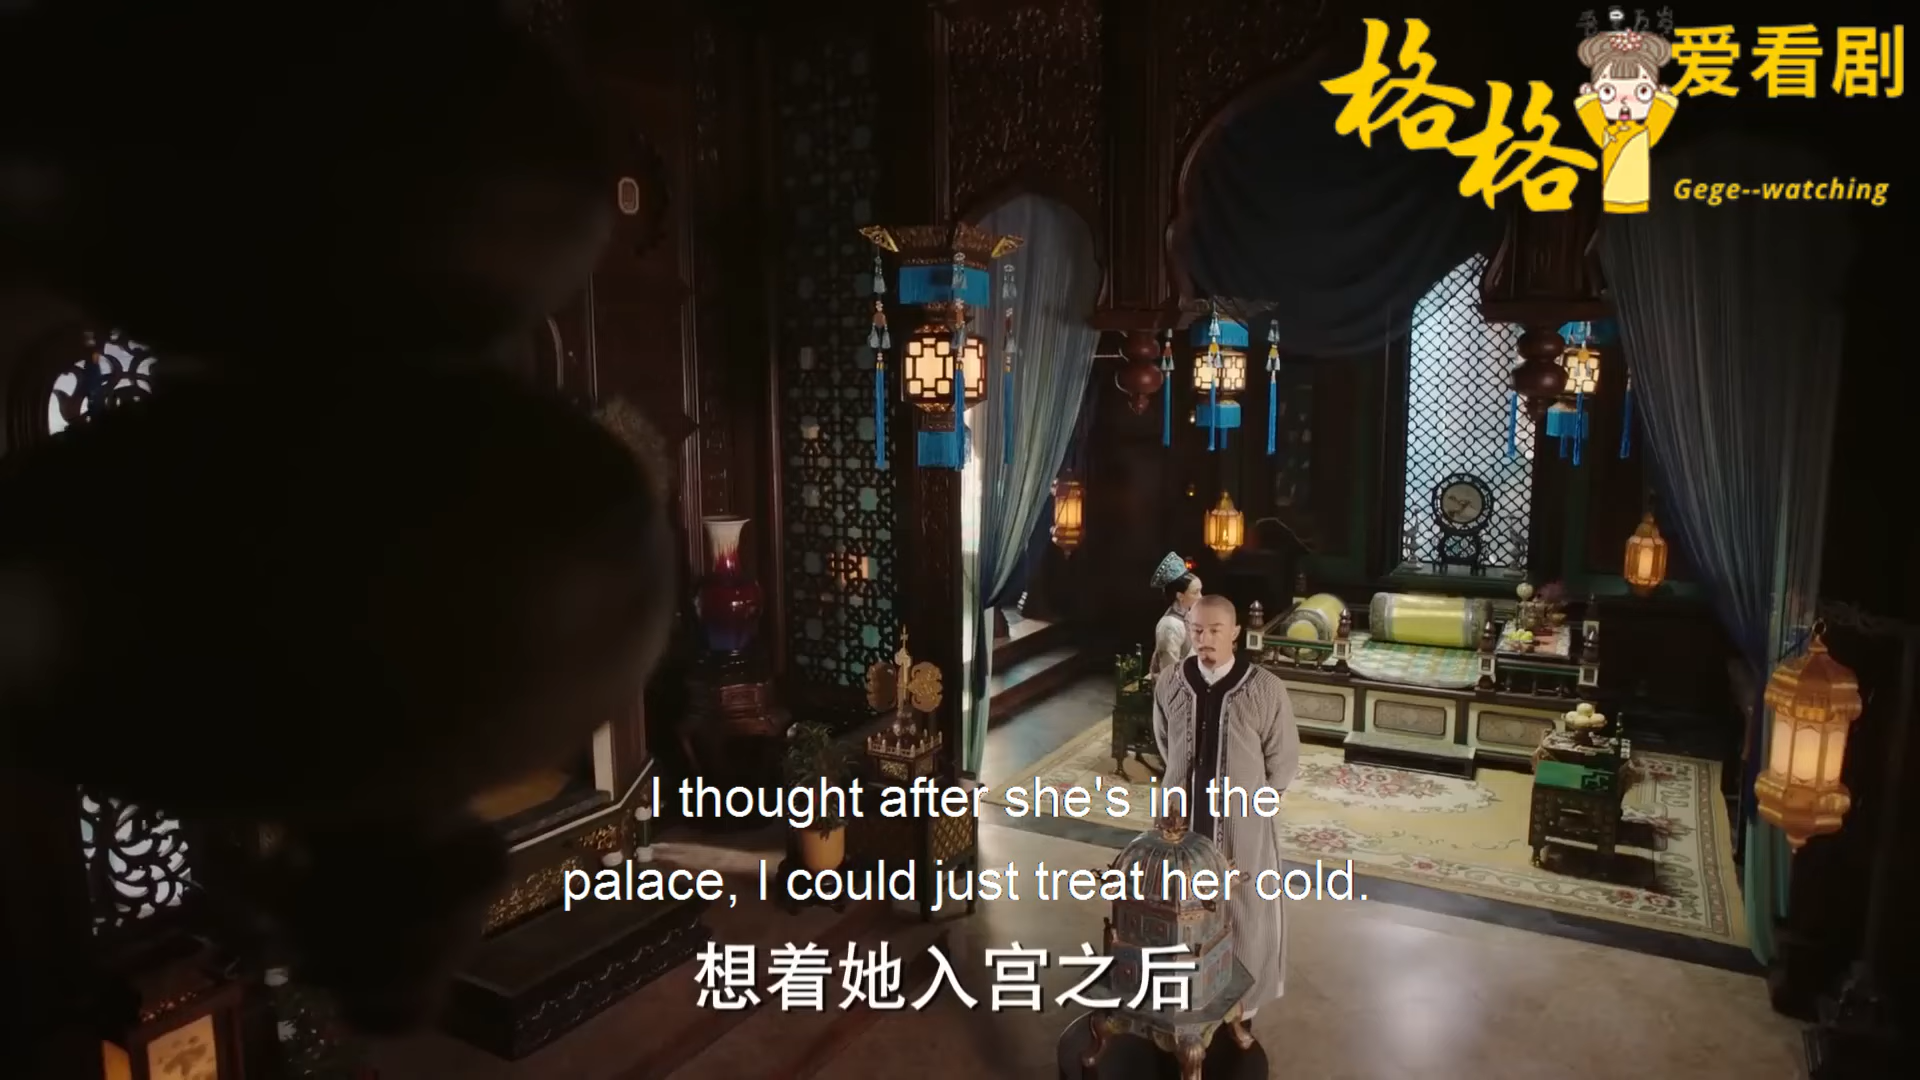 格格
爱看剧
Gege--watching
I thought after she's in the
palace, I could just treat her cold.
想着她入宫之后